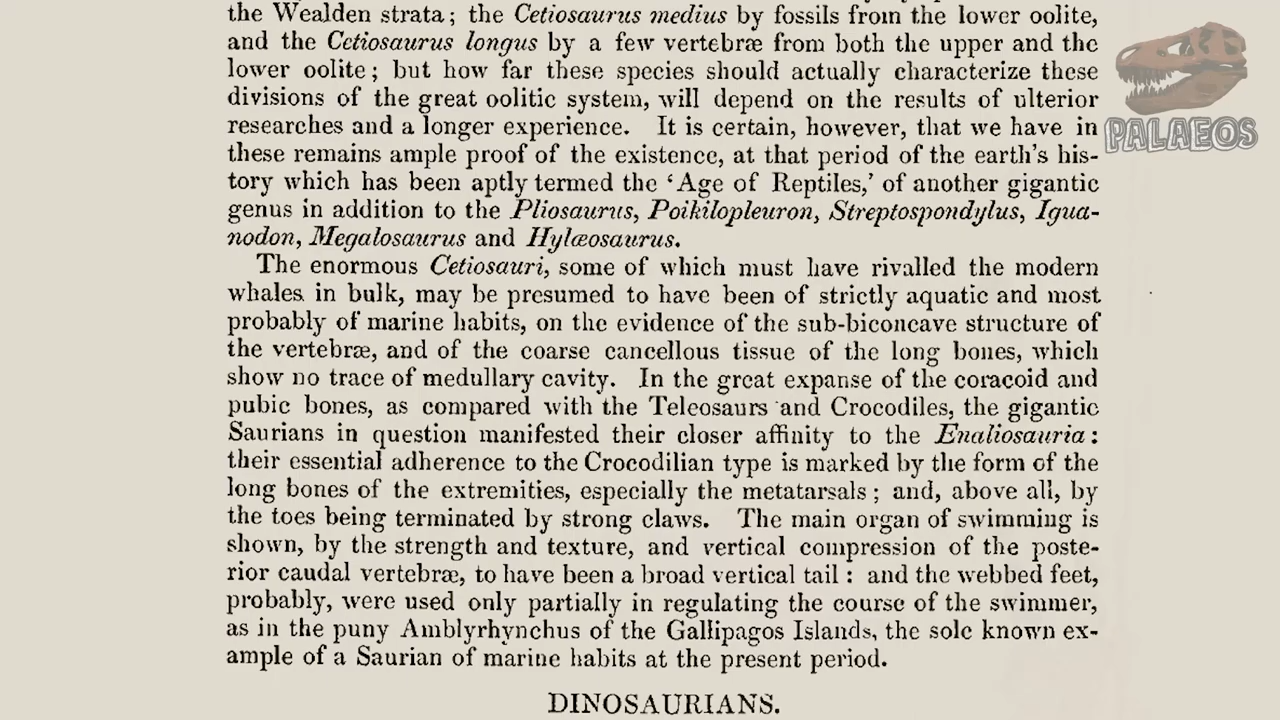 the Wealden strata; the Cetiosaurus medius by fossils from the lower oolite,
and the Cetiosaurus longus by a few vertebræ from both the upper and the
lower oolite; but how far these species should actually characterize these
divisions of the great oolitic system, will depend on the results of ulterior
researches and a longer experience. It is certain, however, that we have in
these remains ample proof of the existence, at that period of the earth's his-
tory which has been aptly termed the ‘Age of Reptiles,’ of another gigantic
genus in addition to the Pliosaurus, Poikilopleuron, Streptospondylus, Igua-
nodon, Megalosaurus and Hylæosaurus.
The enormous Cetiosauri, some of which must have rivalled the modern
whales in bulk, may be presumed to have been of strictly aquatic and most
probably of marine habits, on the evidence of the sub-biconcave structure of
the vertebræ, and of the coarse cancellous tissue of the long bones, which
show no trace of medullary cavity. In the great expanse of the coracoid and
pubic bones, as compared with the Teleosaurs and Crocodiles, the gigantic
Saurians in question manifested their closer affinity to the Enaliosauria:
their essential adherence to the Crocodilian type is marked by the form of the
long bones of the extremities, especially the metatarsals; and, above all, by
the toes being terminated by strong claws. The main organ of swimming is
shown, by the strength and texture, and vertical compression of the poste-
rior caudal vertebræ, to have been a broad vertical tail: and the webbed feet,
probably, were used only partially in regulating the course of the swimmer,
as in the puny Amblyrhynchus of the Gallipagos Islands, the sole known ex-
ample of a Saurian of marine habits at the present period.
DINOSAURIANS.
PALAEOS